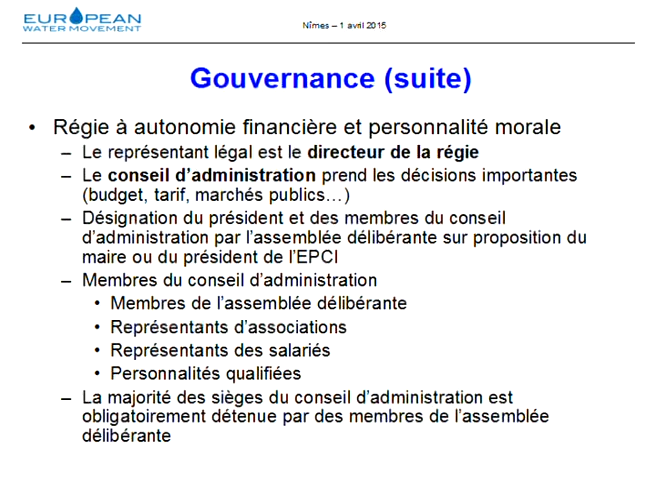 EUROPEAN
WATER MOVEMENT
Nîmes – 1 avril 2015
Gouvernance (suite)
• Régie à autonomie financière et personnalité morale
– Le représentant légal est le directeur de la régie
– Le conseil d'administration prend les décisions importantes
(budget, tarif, marchés publics…)
– Désignation du président et des membres du conseil
d'administration par l'assemblée délibérante sur proposition du
maire ou du président de l'EPCI
– Membres du conseil d'administration
• Membres de l'assemblée délibérante
• Représentants d'associations
• Représentants des salariés
• Personnalités qualifiées
– La majorité des sièges du conseil d'administration est
obligatoirement détenue par des membres de l'assemblée
délibérante